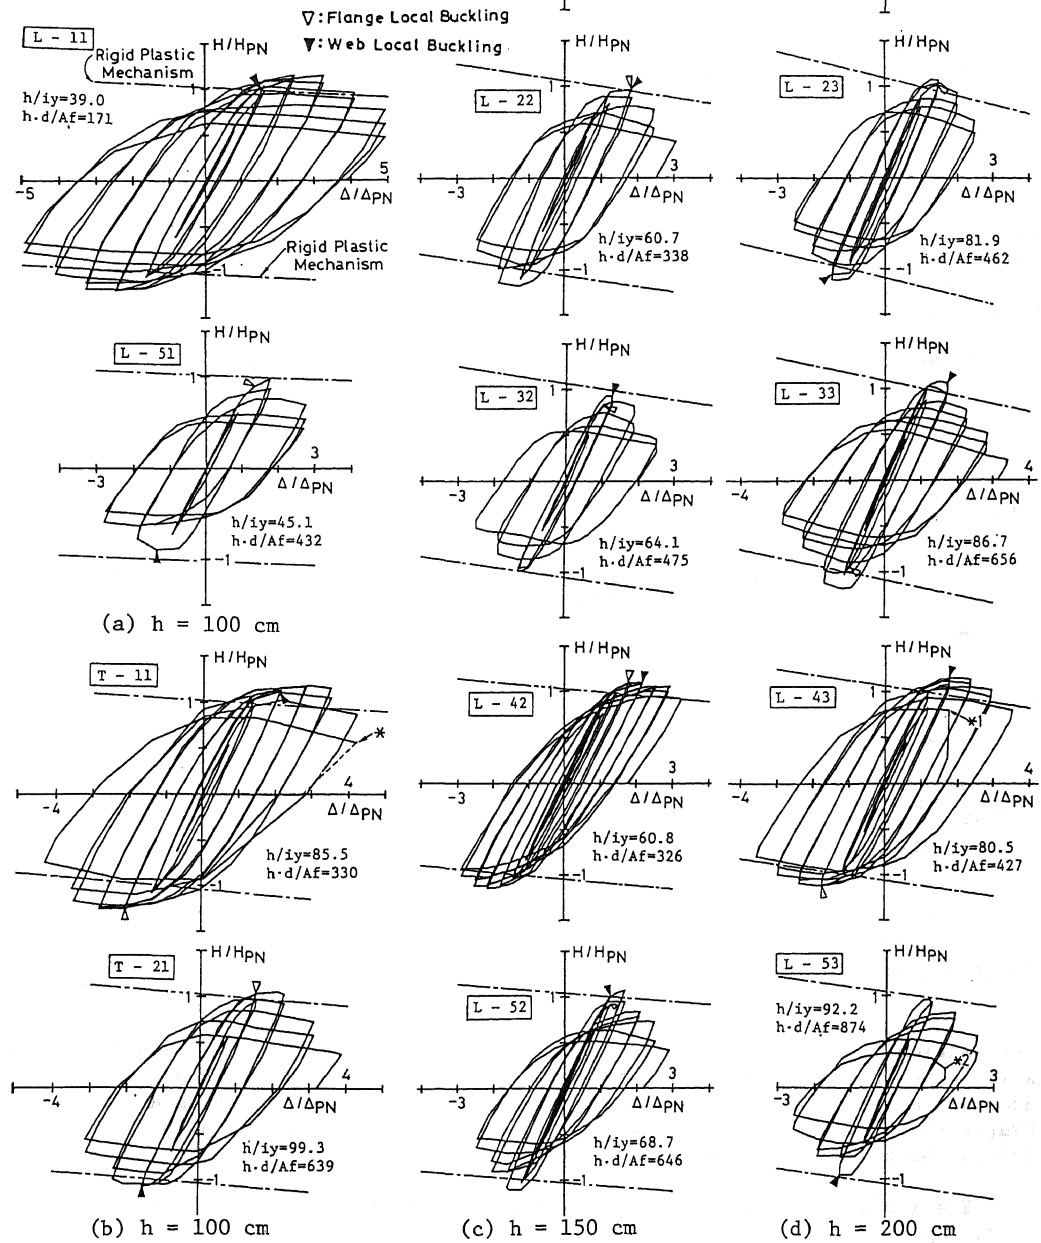 ▽:Flange Local Buckling
▼:Web Local Buckling
L - 11
Rigid Plastic
Mechanism
H/HPN
h/iy=39.0
h·d/Af=171
1
-5
5
Δ/ΔPN
-1
Rigid Plastic
Mechanism
L - 22
1
-3
3
Δ/ΔPN
h/iy=60.7
h·d/Af=338
-1
L - 23
1
-3
3
Δ/ΔPN
h/iy=81.9
h·d/Af=462
-1
H/HPN
L - 51
1
-3
3
Δ/ΔPN
h/iy=45.1
h·d/Af=432
-1
(a) h = 100 cm
H/HPN
L - 32
1
-3
3
Δ/ΔPN
h/iy=64.1
h·d/Af=475
-1
H/HPN
L - 33
1
-4
4
Δ/ΔPN
h/iy=86.7
h·d/Af=656
-1
H/HPN
T - 11
1
*
-4
4
Δ/ΔPN
h/iy=85.5
h·d/Af=330
-1
H/HPN
L - 42
1
-3
3
Δ/ΔPN
h/iy=60.8
h·d/Af=326
-1
H/HPN
L - 43
1
*1
-4
4
Δ/ΔPN
h/iy=80.5
h·d/Af=427
-1
H/HPN
T - 21
1
-4
4
Δ/ΔPN
h/iy=99.3
h·d/Af=639
-1
(b) h = 100 cm
H/HPN
L - 52
1
-3
3
Δ/ΔPN
h/iy=68.7
h·d/Af=646
-1
(c) h = 150 cm
H/HPN
L - 53
1
h/iy=92.2
h·d/Af=874
*2
-3
3
Δ/ΔPN
-1
(d) h = 200 cm